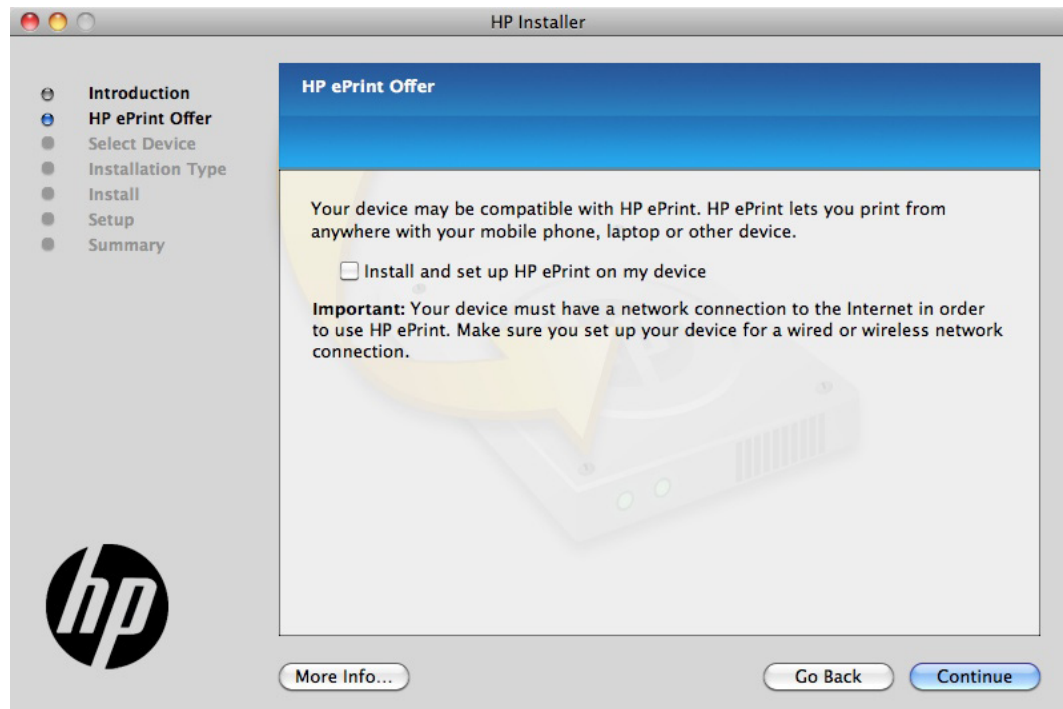 HP Installer
Introduction
HP ePrint Offer
Select Device
Installation Type
Install
Setup
Summary
HP ePrint Offer
Your device may be compatible with HP ePrint. HP ePrint lets you print from
anywhere with your mobile phone, laptop or other device.
Install and set up HP ePrint on my device
Important: Your device must have a network connection to the Internet in order
to use HP ePrint. Make sure you set up your device for a wired or wireless network
connection.
hp
More Info...
Go Back
Continue